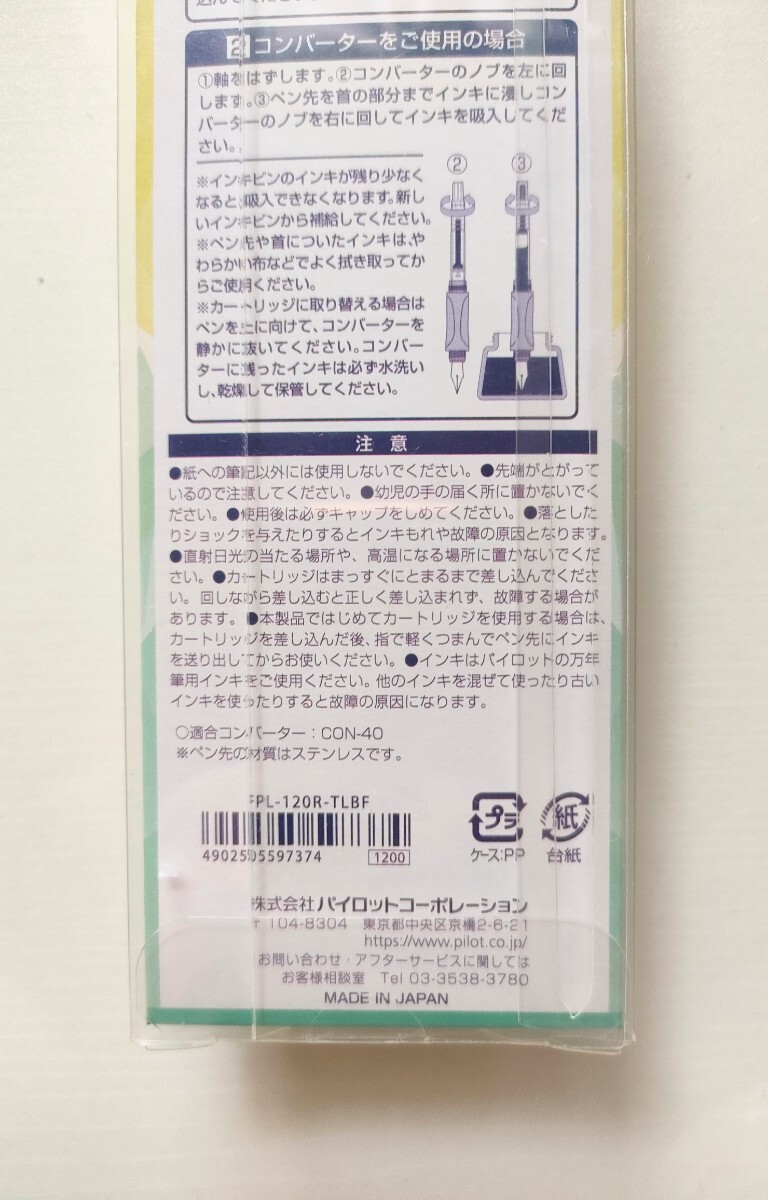 込んでください。
2 コンバーターをご使用の場合
①軸をはずします。②コンバーターのノブを左に回
します。③ペン先を首の部分までインキに浸しコン
バーターのノブを右に回してインキを吸入してくだ
さい。
② ③
※インキビンのインキが残り少なく
なると、吸入できなくなります。新し
いインキビンから補給してください。
※ペン先や首についたインキは、や
わらかい布などでよく拭き取ってか
らご使用ください。
※カートリッジに取り替える場合は
ペンを上に向けて、コンバーターを
静かに抜いてください。コンバー
ターに残ったインキは必ず水洗い
し、乾燥して保管してください。
注意
●紙への筆記以外には使用しないでください。●先端がとがって
いるので注意してください。●幼児の手の届く所に置かないでく
ださい。●使用後は必ずキャップをしめてください。●落とした
りショックを与えたりするとインキもれや故障の原因となります。
●直射日光の当たる場所や、高温になる場所に置かないでくだ
さい。●カートリッジはまっすぐにとまるまで差し込んでくださ
い。回しながら差し込むと正しく差し込まれず、故障する場合が
あります。●本製品ではじめてカートリッジを使用する場合は、
カートリッジを差し込んだ後、指で軽くつまんでペン先にインキ
を送り出してからお使いください。●インキはパイロットの万年
筆用インキをご使用ください。他のインキを混ぜて使ったり古い
インキを使ったりすると故障の原因になります。
○適合コンバーター：CON-40
※ペン先の材質はステンレスです。
FPL-120R-TLBF
4902505597374 1200
プラ 紙
ケース:PP 台紙
株式会社パイロットコーポレーション
〒104-8304 東京都中央区京橋2-6-21
https://www.pilot.co.jp/
お問い合わせ・アフターサービスに関しては
お客様相談室 Tel 03-3538-3780
MADE IN JAPAN